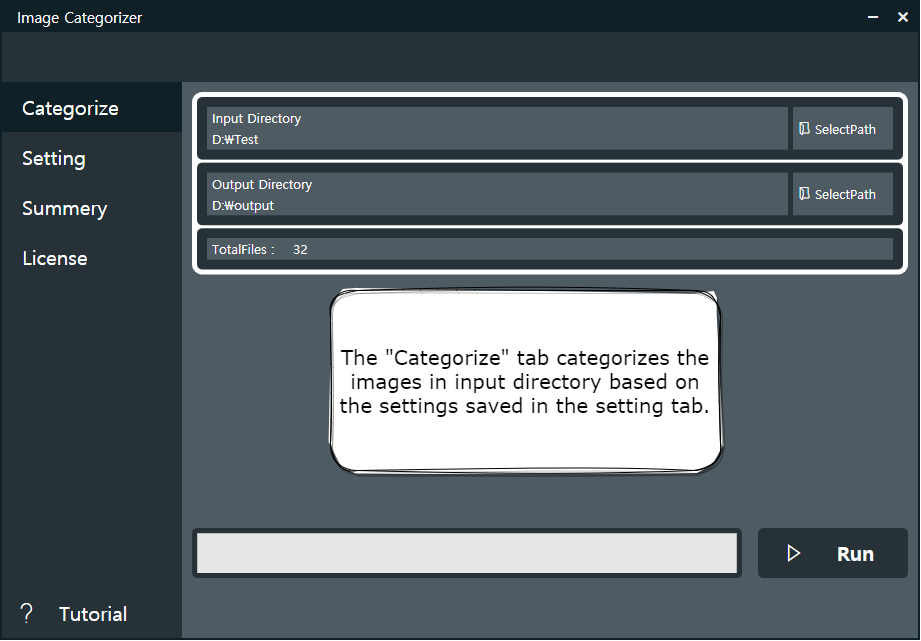 Image Categorizer
Categorize
Setting
Summery
License
? Tutorial
Input Directory
D:₩Test
SelectPath
Output Directory
D:₩output
SelectPath
TotalFiles : 32
The "Categorize" tab categorizes the
images in input directory based on
the settings saved in the setting tab.
Run